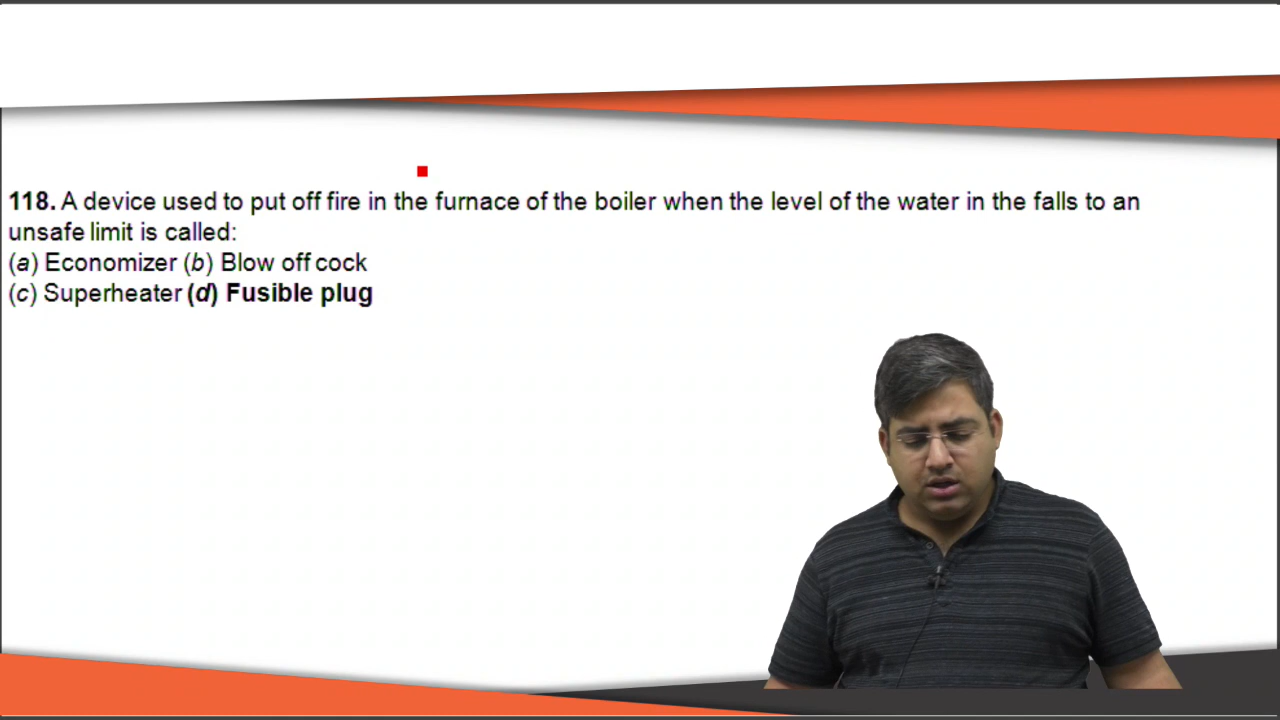 118. A device used to put off fire in the furnace of the boiler when the level of the water in the falls to an
unsafe limit is called:
(a) Economizer (b) Blow off cock
(c) Superheater (d) Fusible plug